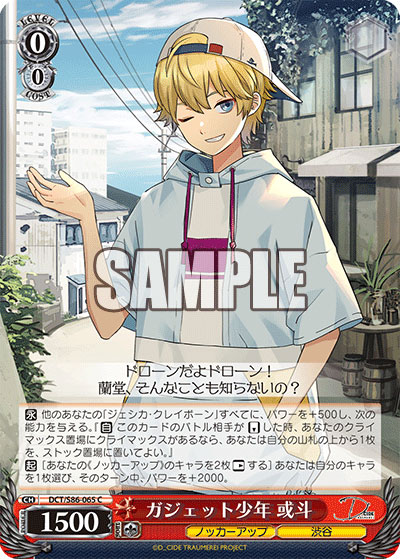 LEVEL
0
0
COST
SAMPLE
ドローンだよドローン！
蘭堂、そんなことも知らないの？
永 他のあなたの「ジェシカ・クレイボーン」すべてに、パワーを+500し、次の
能力を与える。『自 このカードのバトル相手が した時、あなたのクライ
マックス置場にクライマックスがあるなら、あなたは自分の山札の上から1枚
を、ストック置場に置いてよい。』
起 ［あなたの《ノッカーアップ》のキャラを2枚 する］ あなたは自分のキャラ
を1枚選び、そのターン中、パワーを+2000。
CH DCT/S86-065 C
1500
ガジェット少年 或斗
ノッカーアップ
渋谷
©D_CIDE TRAUMEREI PROJECT